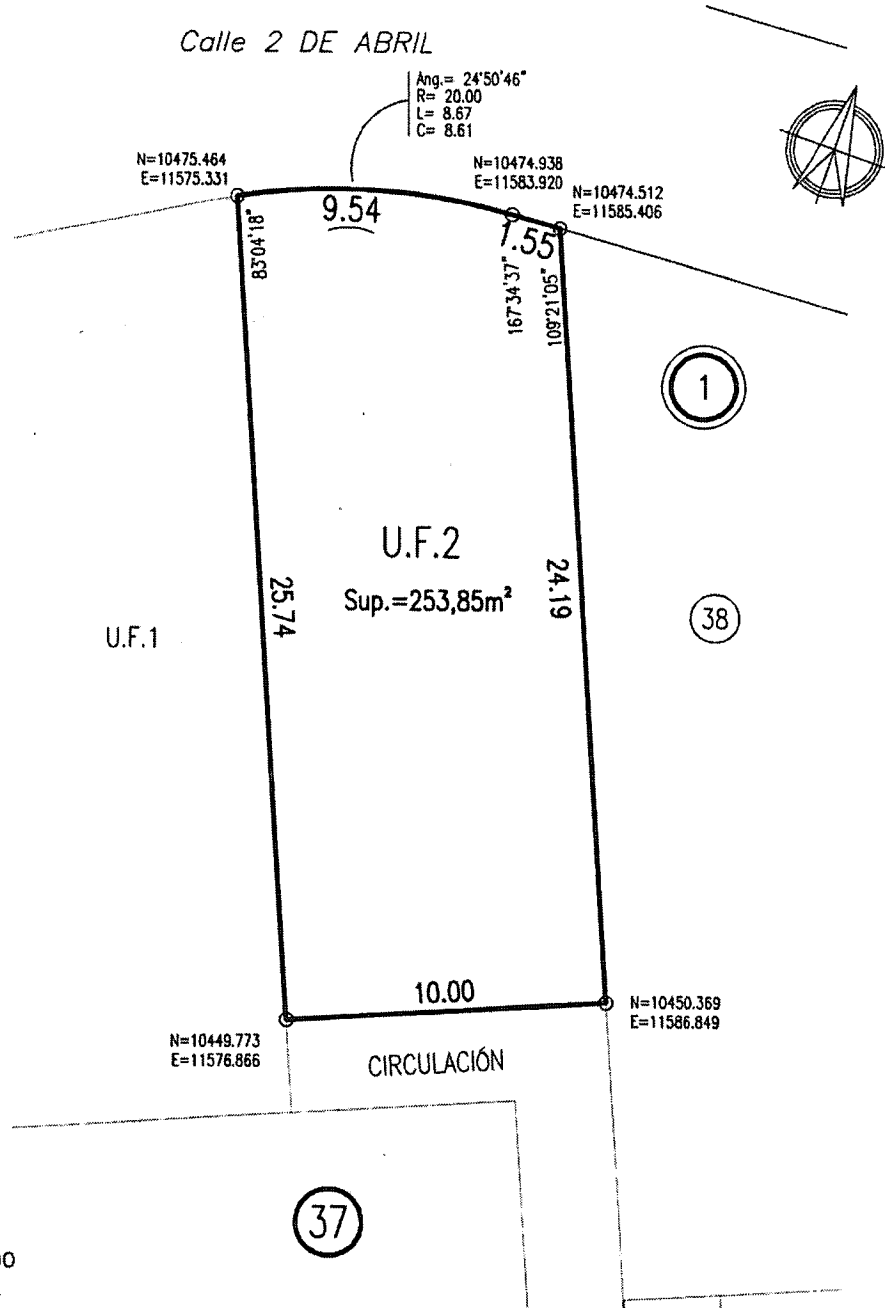 Calle 2 DE ABRIL
Ang.= 24°50'46"
R= 20.00
L= 8.67
C= 8.61
N=10475.464
E=11575.331
N=10474.938
E=11583.920
N=10474.512
E=11585.406
9.54
1.55
83°04'18"
167°34'37"
109°21'05"
1
U.F.2
Sup.=253,85m²
25.74
24.19
U.F.1
38
10.00
N=10450.369
E=11586.849
N=10449.773
E=11576.866
CIRCULACIÓN
37